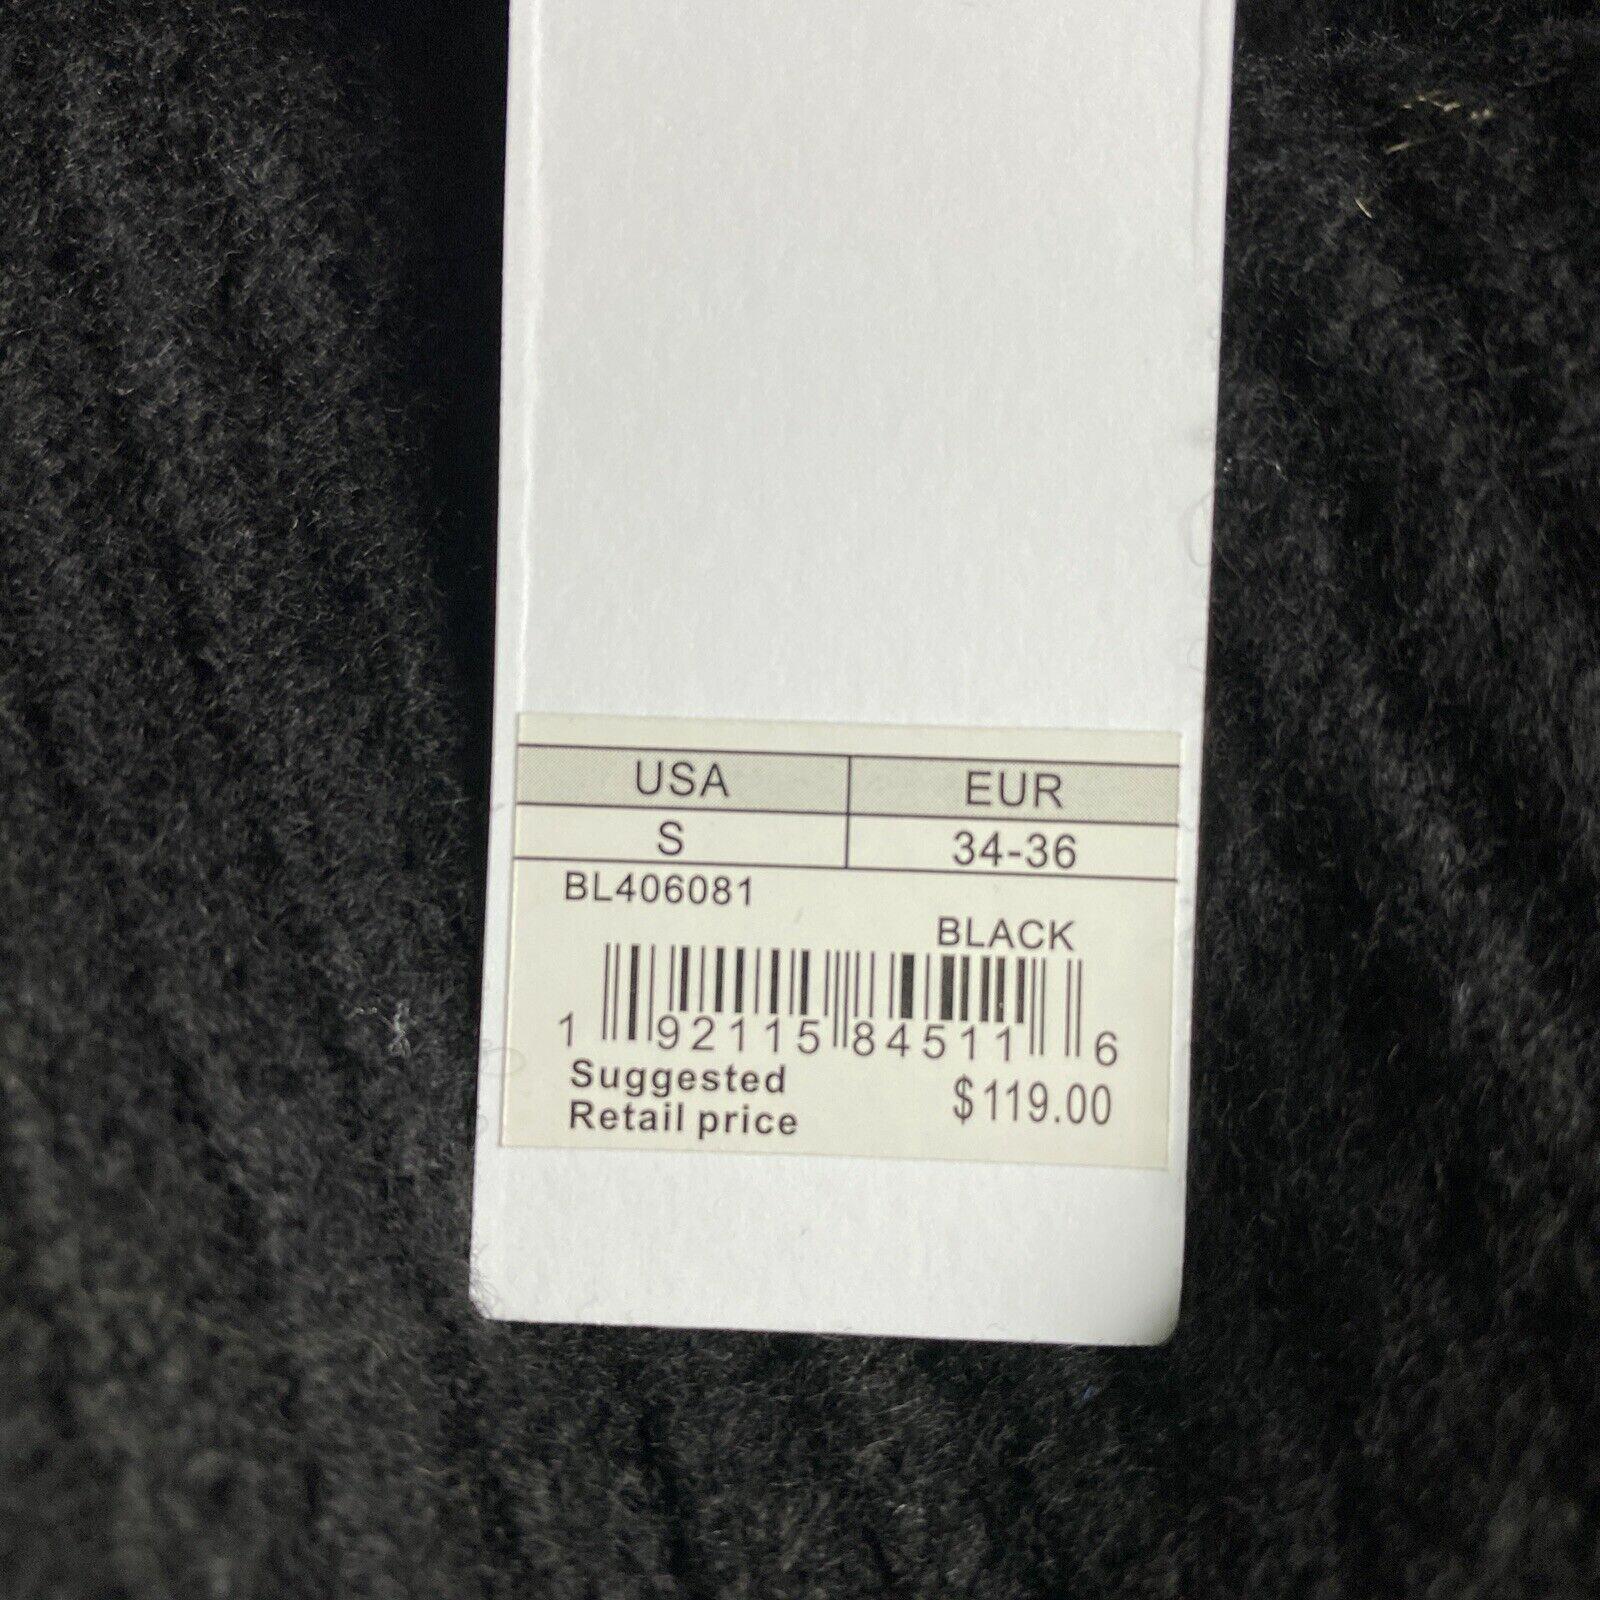 USA EUR
S 34-36
BL406081
BLACK
1 92115 84511 6
Suggested
Retail price $119.00